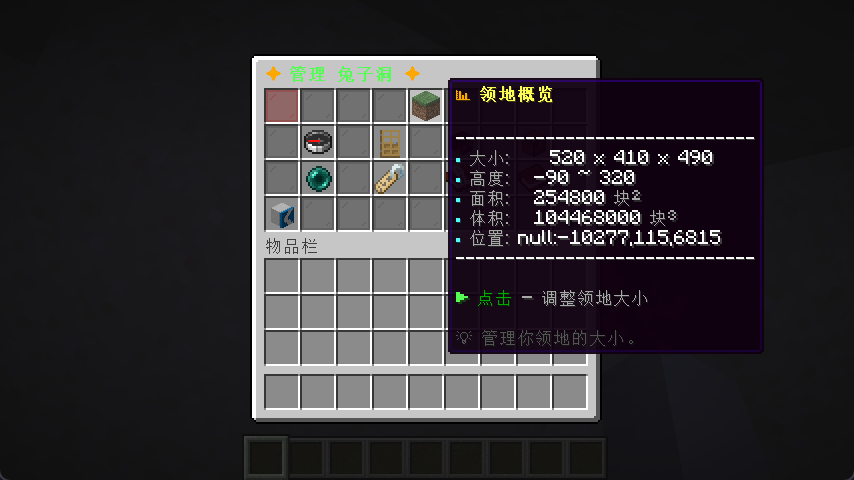 管理 兔子洞
领地概览
大小: 520 x 410 x 490
高度: -90 ~ 320
面积: 254800 块²
体积: 104468000 块³
位置: null:-10277,115,6815
点击 - 调整领地大小
管理你领地的大小。
物品栏